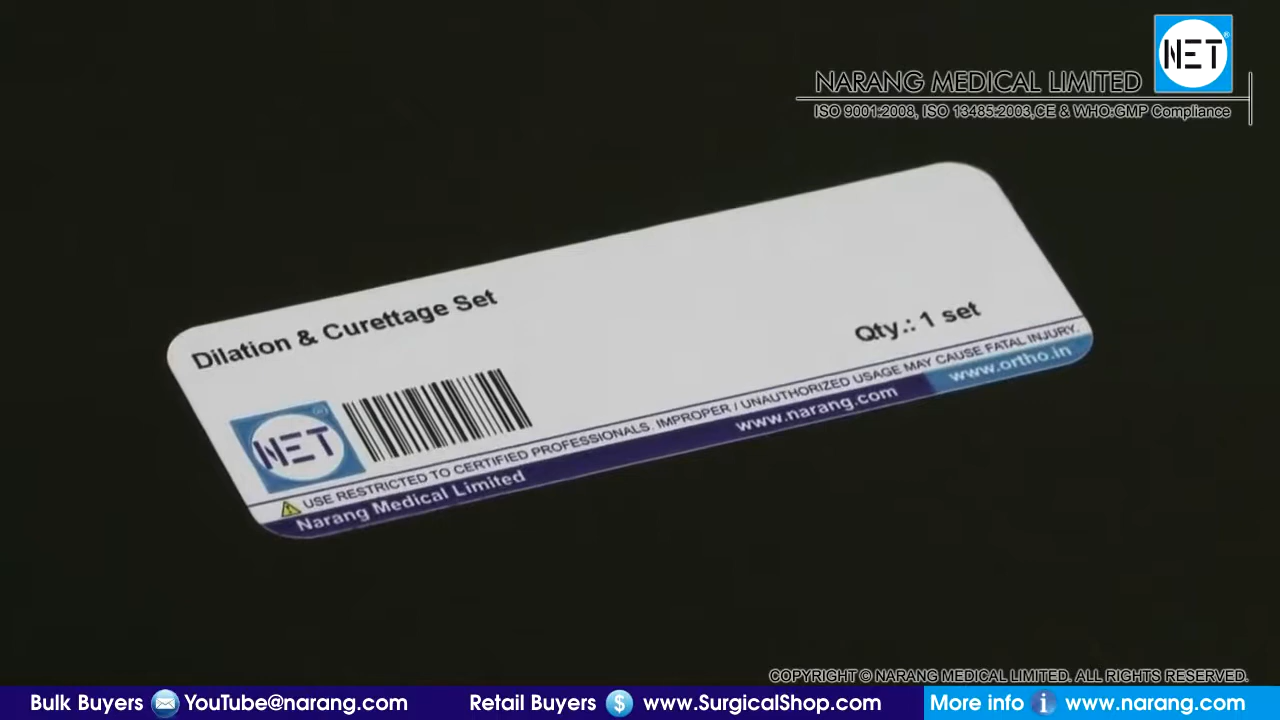 NET
NARANG MEDICAL LIMITED
ISO 9001:2008, ISO 13485:2003,CE & WHO:GMP Compliance
Dilation & Curettage Set
Qty.: 1 set
NET
USE RESTRICTED TO CERTIFIED PROFESSIONALS. IMPROPER / UNAUTHORIZED USAGE MAY CAUSE FATAL INJURY.
Narang Medical Limited www.narang.com www.ortho.in
COPYRIGHT © NARANG MEDICAL LIMITED. ALL RIGHTS RESERVED.
Bulk Buyers YouTube@narang.com Retail Buyers $ www.SurgicalShop.com More info i www.narang.com